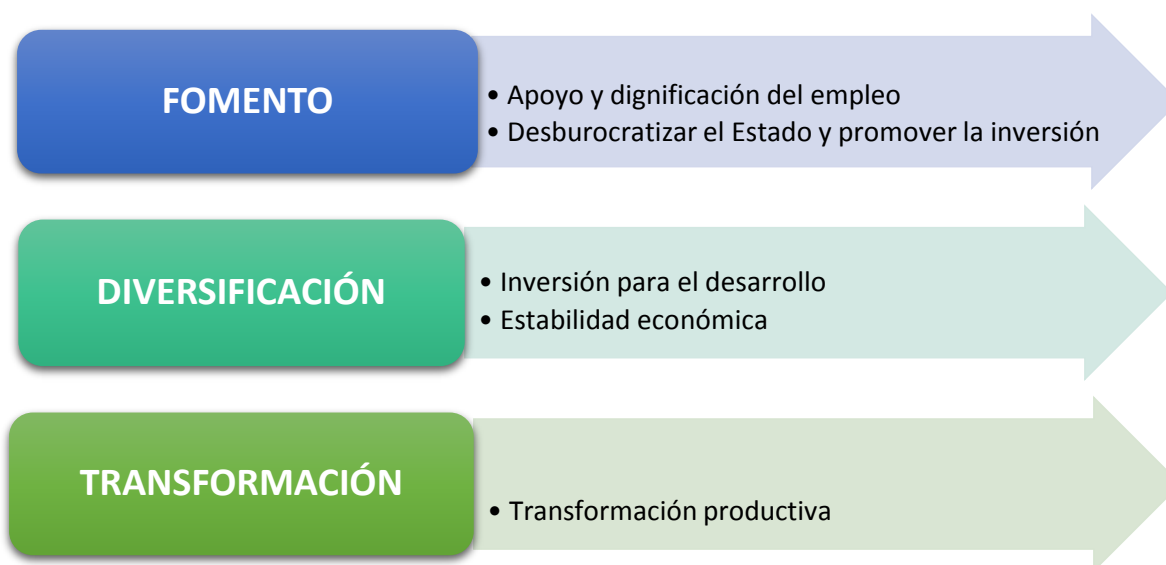 FOMENTO
• Apoyo y dignificación del empleo
• Desburocratizar el Estado y promover la inversión
DIVERSIFICACIÓN
• Inversión para el desarrollo
• Estabilidad económica
TRANSFORMACIÓN
• Transformación productiva